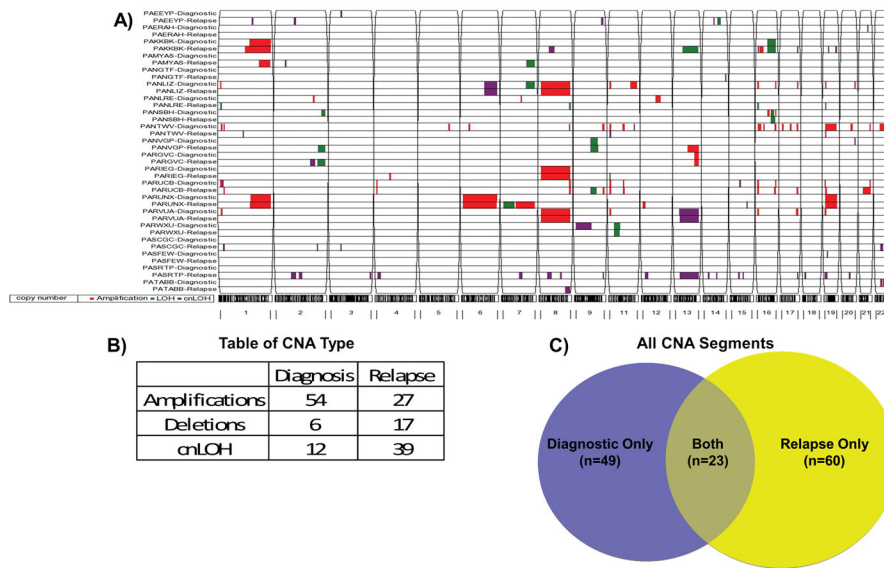 A)
PAEEYP-Diagnostic
PAEEYP-Relapse
PAERAH-Diagnostic
PAERAH-Relapse
PAKKBK-Diagnostic
PAKKBK-Relapse
PAMYAS-Diagnostic
PAMYAS-Relapse
PANGTF-Diagnostic
PANGTF-Relapse
PANLIZ-Diagnostic
PANLIZ-Relapse
PANLRE-Diagnostic
PANLRE-Relapse
PANSBH-Diagnostic
PANSBH-Relapse
PANTWV-Diagnostic
PANTWV-Relapse
PANVGP-Diagnostic
PANVGP-Relapse
PARGVC-Diagnostic
PARGVC-Relapse
PARIEG-Diagnostic
PARIEG-Relapse
PARUCB-Diagnostic
PARUCB-Relapse
PARUNX-Diagnostic
PARUNX-Relapse
PARVUA-Diagnostic
PARVUA-Relapse
PARWXU-Diagnostic
PARWXU-Relapse
PASCGC-Diagnostic
PASCGC-Relapse
PASFEW-Diagnostic
PASFEW-Relapse
PASRTP-Diagnostic
PASRTP-Relapse
PATABB-Diagnostic
PATABB-Relapse
copy number Amplification LOH cnLOH
1 2 3 4 5 6 7 8 9 11 12 13 14 15 16 17 18 19 20 21 22
B) Table of CNA Type
Diagnosis Relapse
Amplifications 54 27
Deletions 6 17
cnLOH 12 39
C) All CNA Segments
Diagnostic Only Both Relapse Only
(n=49) (n=23) (n=60)